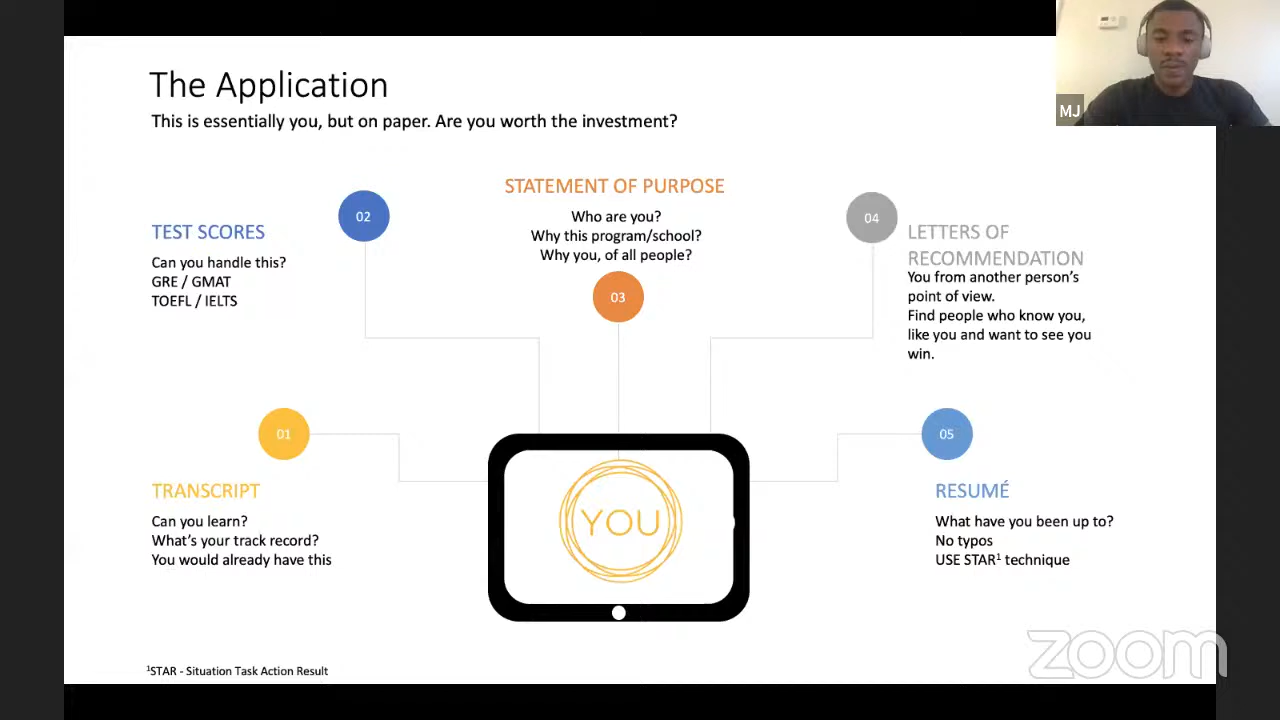 The Application
This is essentially you, but on paper. Are you worth the investment?
MJ
STATEMENT OF PURPOSE
Who are you?
Why this program/school?
Why you, of all people?
03
02
TEST SCORES
Can you handle this?
GRE / GMAT
TOEFL / IELTS
04
LETTERS OF
RECOMMENDATION
You from another person's
point of view.
Find people who know you,
like you and want to see you
win.
01
TRANSCRIPT
Can you learn?
What's your track record?
You would already have this
YOU
05
RESUMÉ
What have you been up to?
No typos
USE STAR¹ technique
¹STAR - Situation Task Action Result
zoom